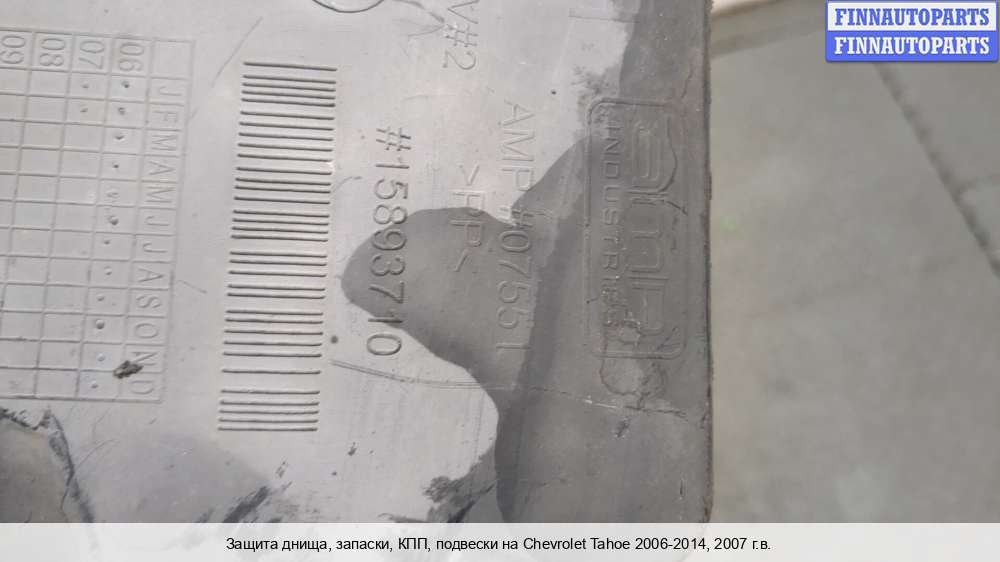 FINNAUTOPARTS
FINNAUTOPARTS
INDUSTRIES
AMP #07551
>PP<
V#2
#15893710
J F M A M J J A S O N D
06
07
08
09
Защита днища, запаски, КПП, подвески на Chevrolet Tahoe 2006-2014, 2007 г.в.